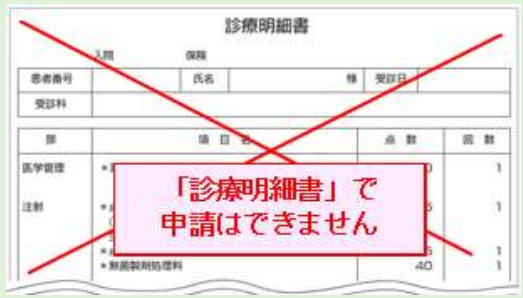 診療明細書
入院 保険
患者番号 氏名 様 受診日
受診科
部 項目名 点数 回数
医学管理 1
「診療明細書」で
申請はできません
注射 1
1
*無菌製剤処理料 40 1